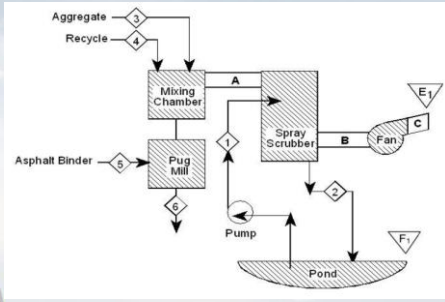 Aggregate 3
Recycle 4
E1
A
C
Mixing
Chamber
Spray
Scrubber
B
Fan
1
Asphalt Binder 5
Pug
Mill
2
6
Pump
F1
Pond